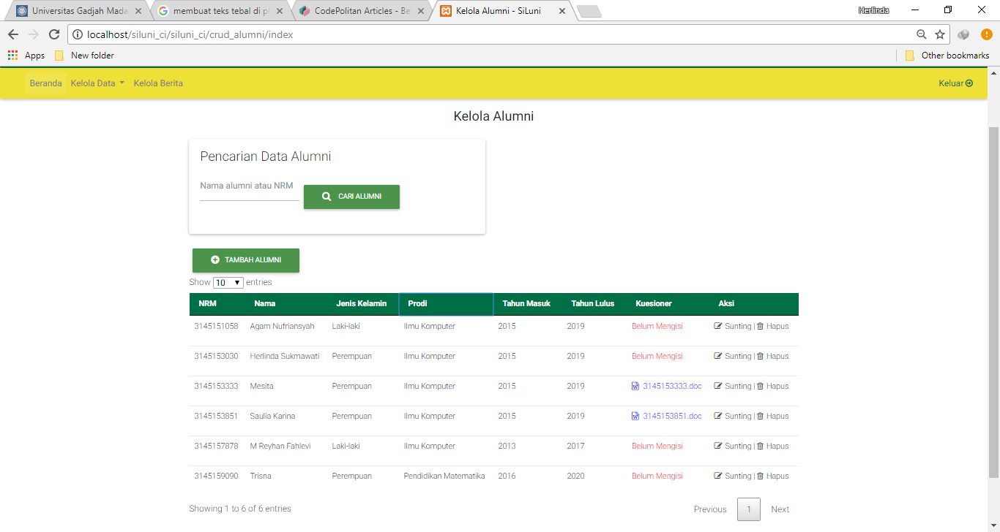 Universitas Gadjah Mada
membuat teks tebal di p
CodePolitan Articles - Be
Kelola Alumni - SiLuni
Herlinda
localhost/siluni_ci/siluni_ci/crud_alumni/index
Apps New folder Other bookmarks
Beranda Kelola Data Kelola Berita Keluar
Kelola Alumni
Pencarian Data Alumni
Nama alumni atau NRM CARI ALUMNI
TAMBAH ALUMNI
Show 10 entries
NRM Nama Jenis Kelamin Prodi Tahun Masuk Tahun Lulus Kuesioner Aksi
3145151058 Agam Nufriansyah Laki-laki Ilmu Komputer 2015 2019 Belum Mengisi Sunting | Hapus
3145153030 Herlinda Sukmawati Perempuan Ilmu Komputer 2015 2019 Belum Mengisi Sunting | Hapus
3145153333 Mesita Perempuan Ilmu Komputer 2015 2019 3145153333.doc Sunting | Hapus
3145153851 Saulia Karina Perempuan Ilmu Komputer 2015 2019 3145153851.doc Sunting | Hapus
3145157878 M Reyhan Fahlevi Laki-laki Ilmu Komputer 2013 2017 Belum Mengisi Sunting | Hapus
3145159090 Trisna Perempuan Pendidikan Matematika 2016 2020 Belum Mengisi Sunting | Hapus
Showing 1 to 6 of 6 entries Previous 1 Next